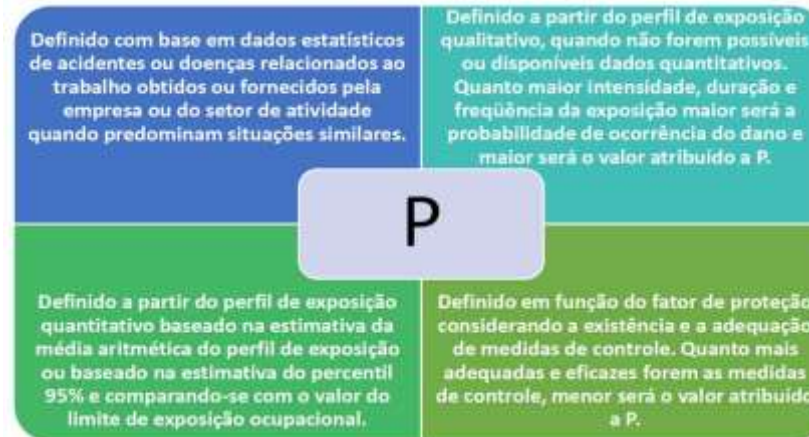 Definido com base em dados estatísticos
de acidentes ou doenças relacionados ao
trabalho obtidos ou fornecidos pela
empresa ou do setor de atividade
quando predominam situações similares.
Definido a partir do perfil de exposição
qualitativo, quando não forem possíveis
ou disponíveis dados quantitativos.
Quanto maior intensidade, duração e
freqüência da exposição maior será a
probabilidade de ocorrência do dano e
maior será o valor atribuído a P.
P
Definido a partir do perfil de exposição
quantitativo baseado na estimativa da
média aritmética do perfil de exposição
ou baseado na estimativa do percentil
95% e comparando-se com o valor do
limite de exposição ocupacional.
Definido em função do fator de proteção
considerando a existência e a adequação
de medidas de controle. Quanto mais
adequadas e eficazes forem as medidas
de controle, menor será o valor atribuído
a P.